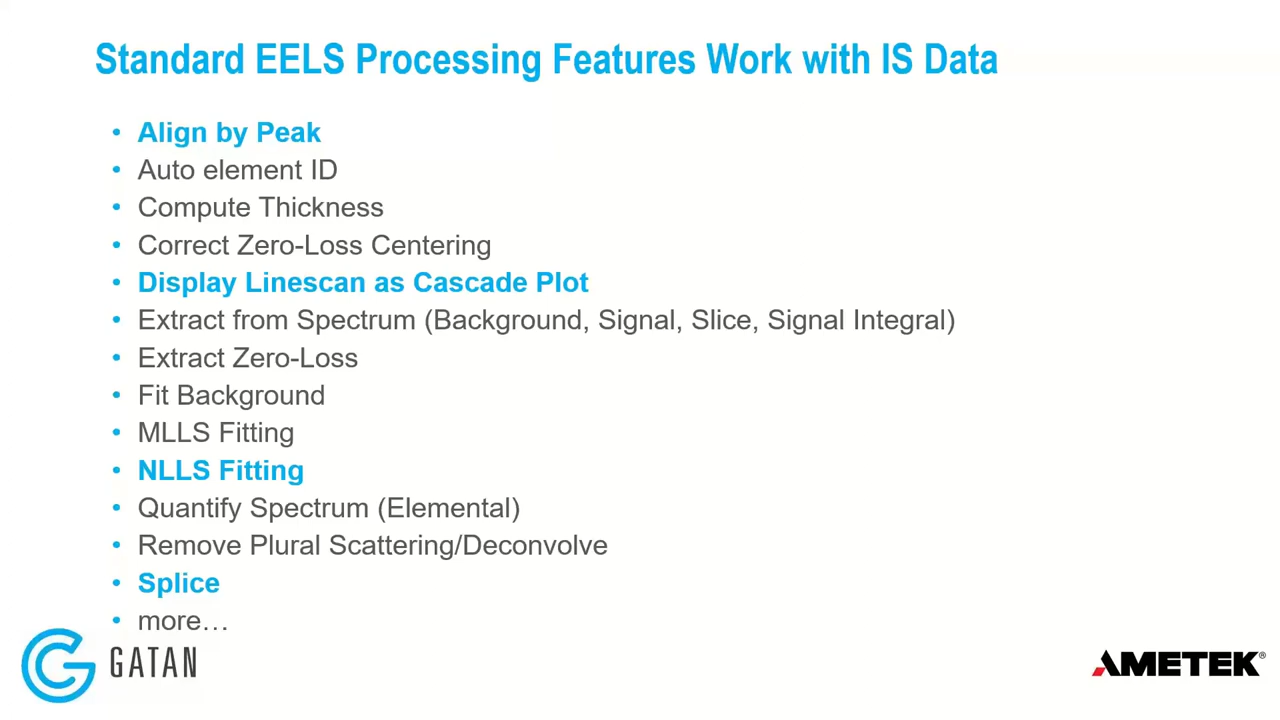 Standard EELS Processing Features Work with IS Data
• Align by Peak
• Auto element ID
• Compute Thickness
• Correct Zero-Loss Centering
• Display Linescan as Cascade Plot
• Extract from Spectrum (Background, Signal, Slice, Signal Integral)
• Extract Zero-Loss
• Fit Background
• MLLS Fitting
• NLLS Fitting
• Quantify Spectrum (Elemental)
• Remove Plural Scattering/Deconvolve
• Splice
• more…
GATAN
AMETEK®